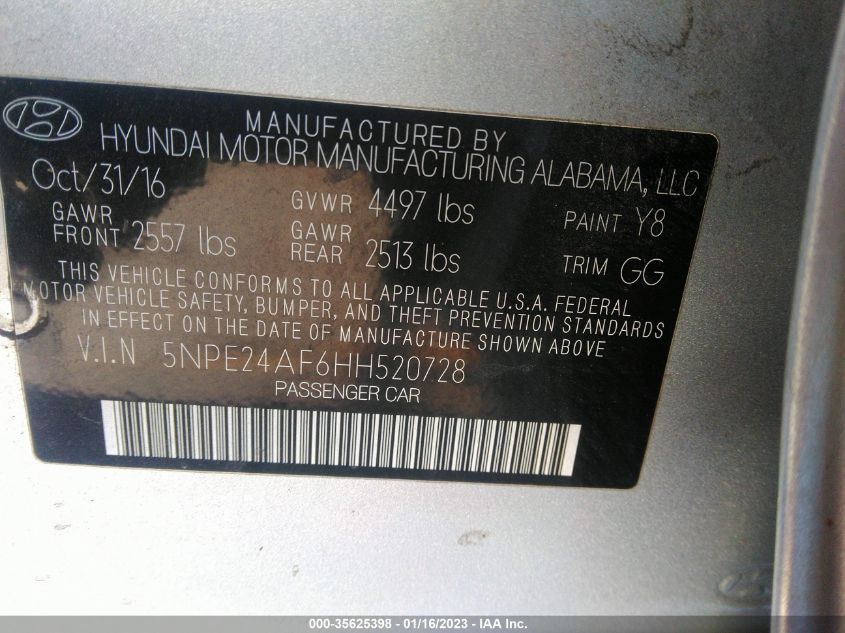 MANUFACTURED BY
HYUNDAI MOTOR MANUFACTURING ALABAMA, LLC
Oct/31/16
GVWR 4497 lbs
PAINT Y8
GAWR FRONT 2557 lbs
GAWR REAR 2513 lbs
TRIM GG
THIS VEHICLE CONFORMS TO ALL APPLICABLE U.S.A. FEDERAL
MOTOR VEHICLE SAFETY, BUMPER, AND THEFT PREVENTION STANDARDS
IN EFFECT ON THE DATE OF MANUFACTURE SHOWN ABOVE
V.I.N 5NPE24AF6HH520728
PASSENGER CAR
000-35625398 - 01/16/2023 - IAA Inc.